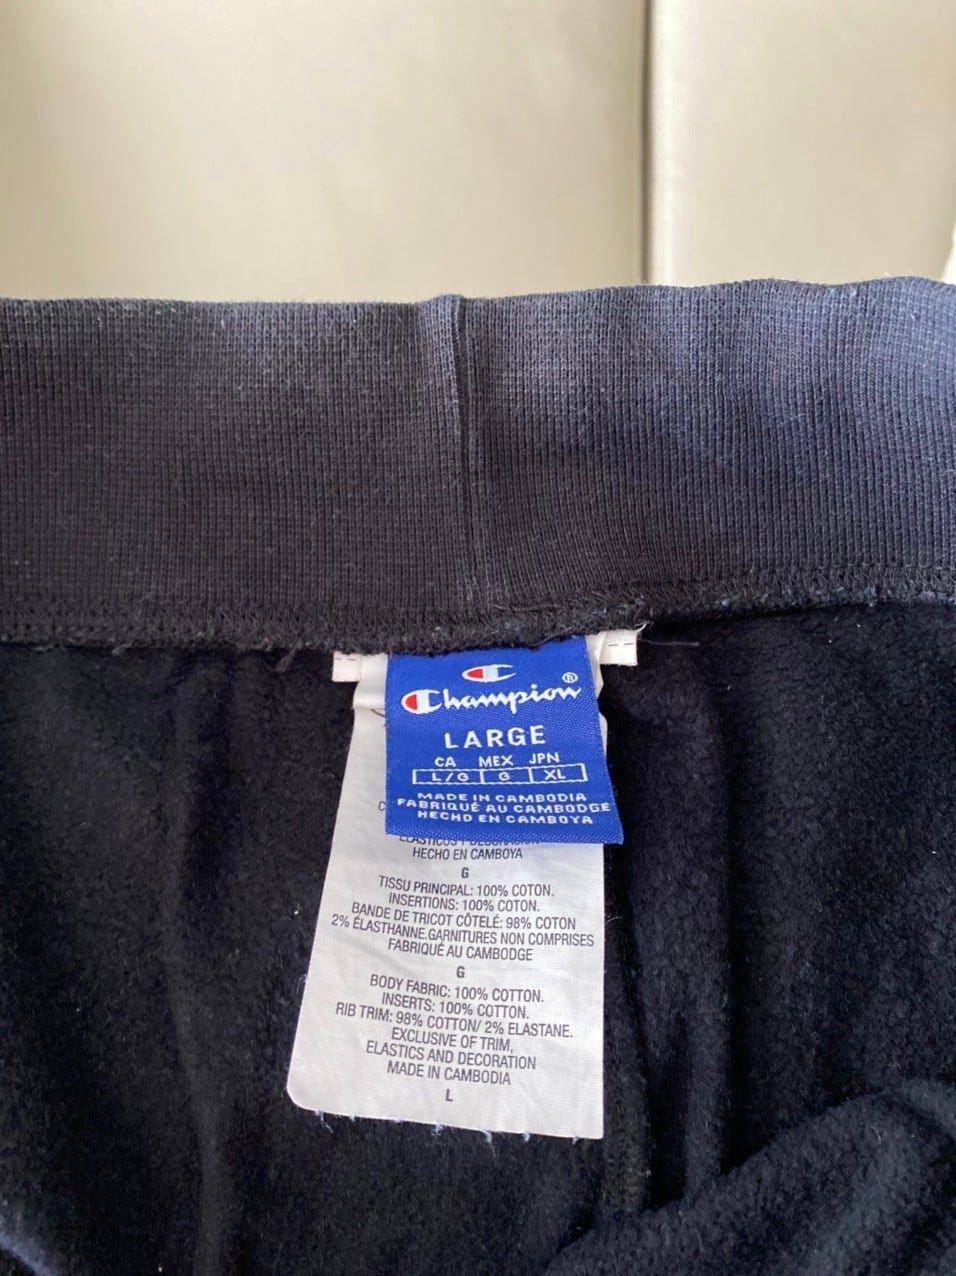 Champion®
LARGE
CA MEX JPN
L/G G XL
MADE IN CAMBODIA
FABRIQUÉ AU CAMBODGE
HECHO EN CAMBOYA
HECHO EN CAMBOYA
G
TISSU PRINCIPAL: 100% COTON.
INSERTIONS: 100% COTON.
BANDE DE TRICOT CÔTELÉ: 98% COTON
2% ÉLASTHANNE.GARNITURES NON COMPRISES
FABRIQUÉ AU CAMBODGE
G
BODY FABRIC: 100% COTTON.
INSERTS: 100% COTTON.
RIB TRIM: 98% COTTON/ 2% ELASTANE.
EXCLUSIVE OF TRIM,
ELASTICS AND DECORATION
MADE IN CAMBODIA
L